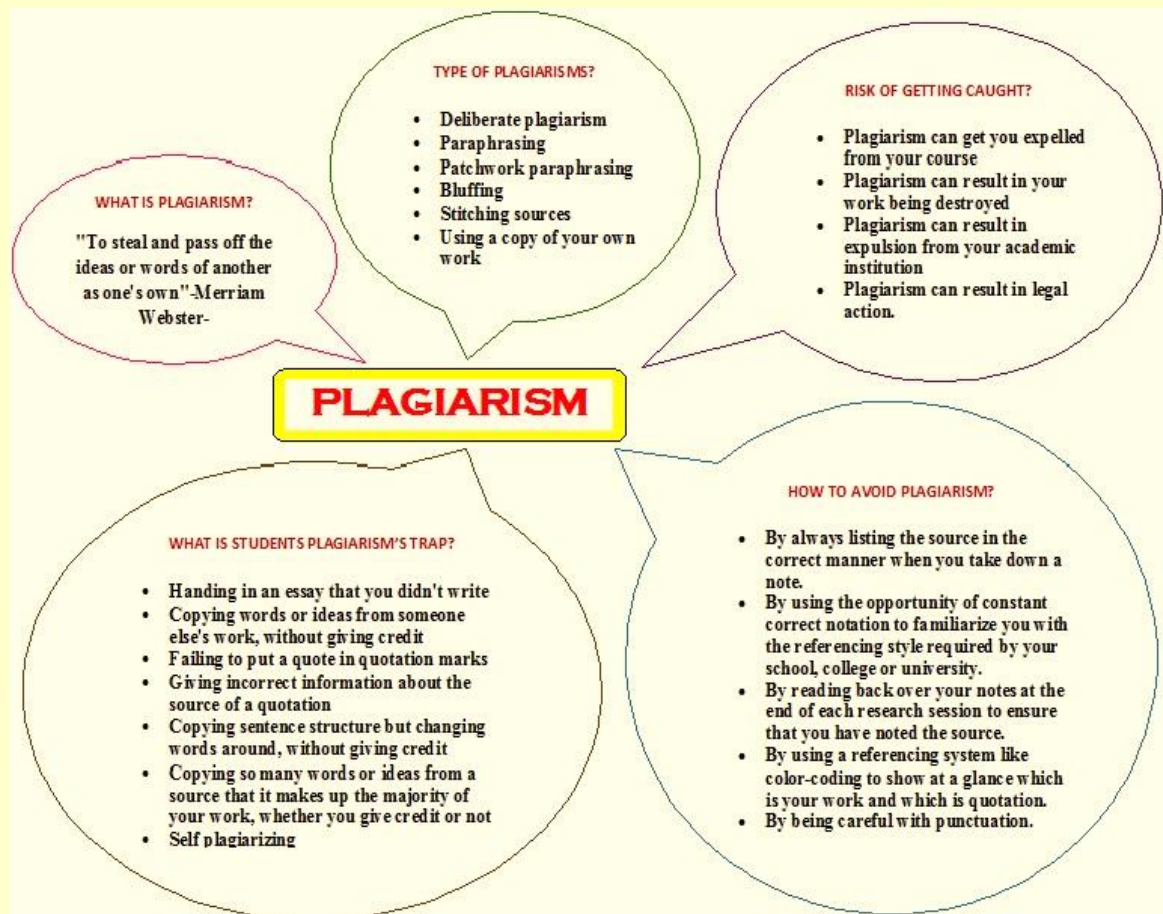 WHAT IS PLAGIARISM?
"To steal and pass off the
ideas or words of another
as one's own"-Merriam
Webster-
TYPE OF PLAGIARISMS?
• Deliberate plagiarism
• Paraphrasing
• Patchwork paraphrasing
• Bluffing
• Stitching sources
• Using a copy of your own
work
RISK OF GETTING CAUGHT?
• Plagiarism can get you expelled
from your course
• Plagiarism can result in your
work being destroyed
• Plagiarism can result in
expulsion from your academic
institution
• Plagiarism can result in legal
action.
PLAGIARISM
WHAT IS STUDENTS PLAGIARISM'S TRAP?
• Handing in an essay that you didn't write
• Copying words or ideas from someone
else's work, without giving credit
• Failing to put a quote in quotation marks
• Giving incorrect information about the
source of a quotation
• Copying sentence structure but changing
words around, without giving credit
• Copying so many words or ideas from a
source that it makes up the majority of
your work, whether you give credit or not
• Self plagiarizing
HOW TO AVOID PLAGIARISM?
• By always listing the source in the
correct manner when you take down a
note.
• By using the opportunity of constant
correct notation to familiarize you with
the referencing style required by your
school, college or university.
• By reading back over your notes at the
end of each research session to ensure
that you have noted the source.
• By using a referencing system like
color-coding to show at a glance which
is your work and which is quotation.
• By being careful with punctuation.